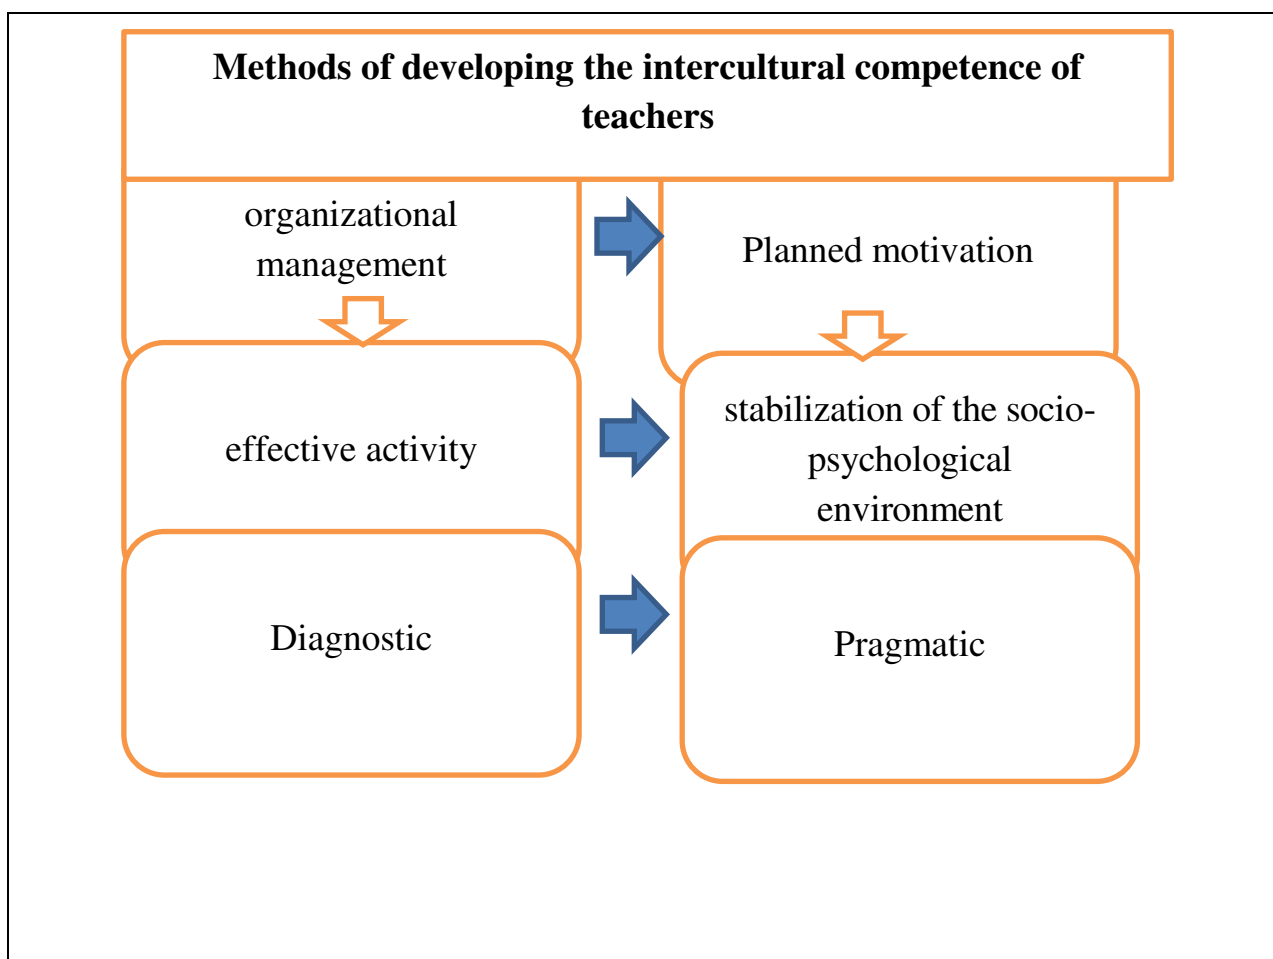 Methods of developing the intercultural competence of
teachers
organizational
management
Planned motivation
effective activity
stabilization of the socio-
psychological
environment
Diagnostic
Pragmatic